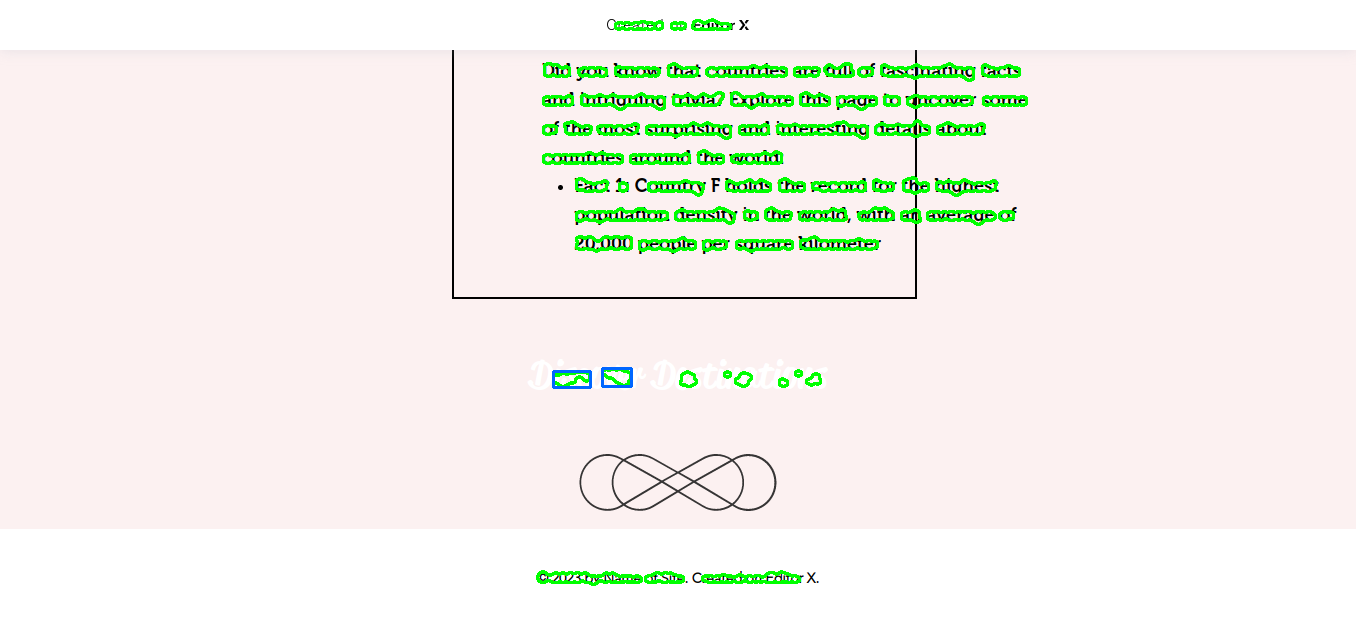 Created on Editor X
Did you know that countries are full of fascinating facts
and intriguing trivia? Explore this page to uncover some
of the most surprising and interesting details about
countries around the world.
• Fact 1: Country F holds the record for the highest
population density in the world, with an average of
20,000 people per square kilometer
© 2023 by Name of Site. Created on Editor X.